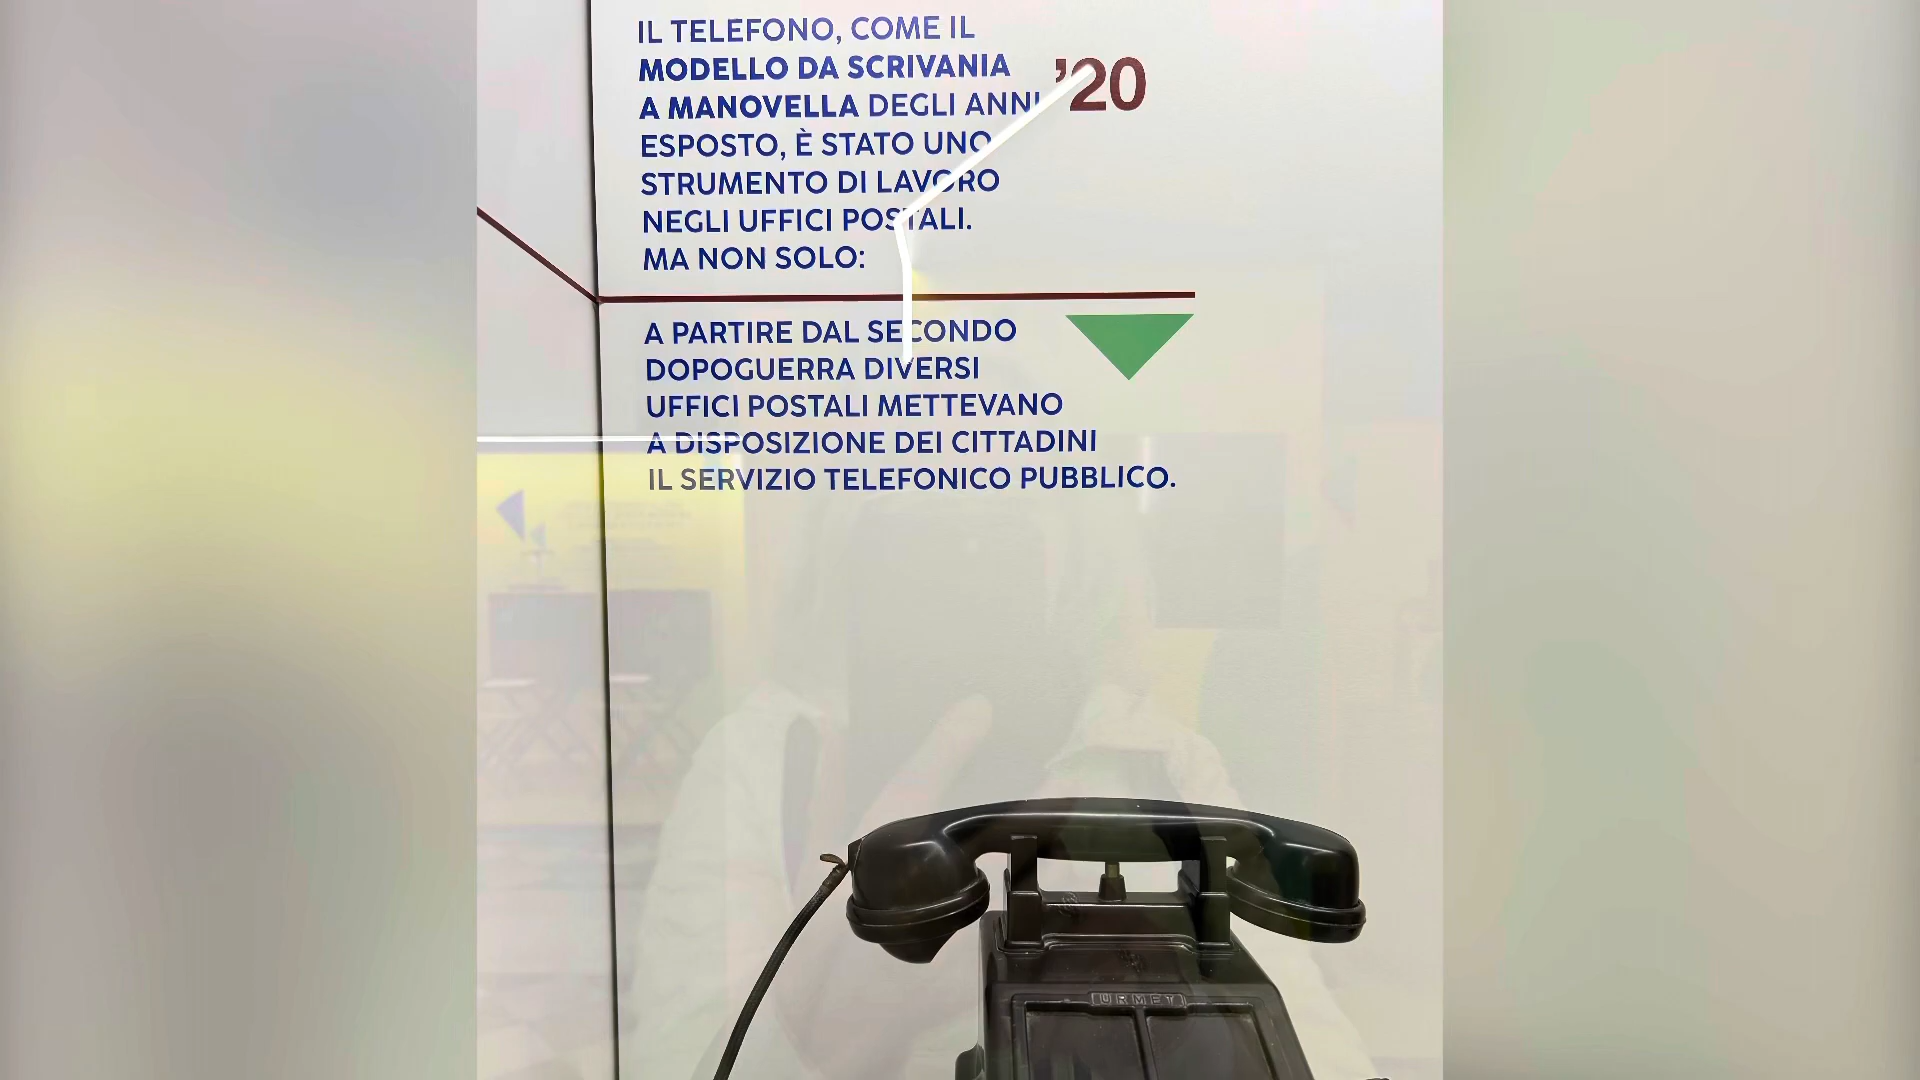 IL TELEFONO, COME IL
MODELLO DA SCRIVANIA
A MANOVELLA DEGLI ANNI '20
ESPOSTO, È STATO UNO
STRUMENTO DI LAVORO
NEGLI UFFICI POSTALI.
MA NON SOLO:
A PARTIRE DAL SECONDO
DOPOGUERRA DIVERSI
UFFICI POSTALI METTEVANO
A DISPOSIZIONE DEI CITTADINI
IL SERVIZIO TELEFONICO PUBBLICO.
URMET